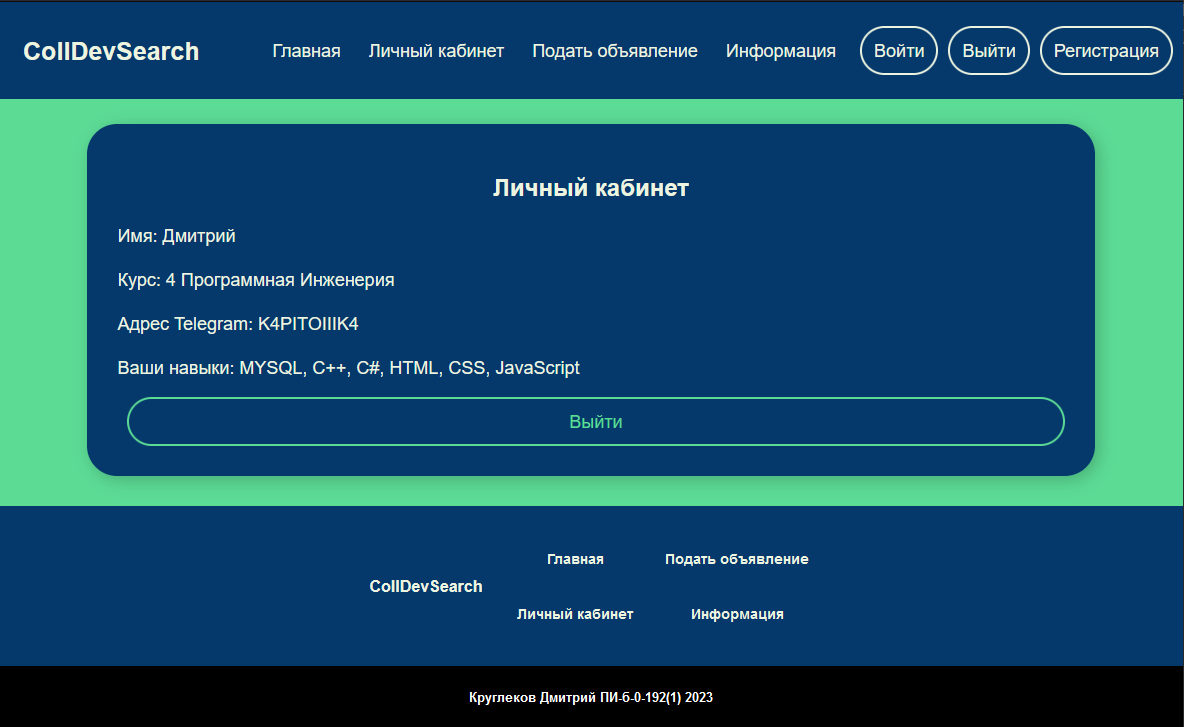 CollDevSearch Главная Личный кабинет Подать объявление Информация Войти Выйти Регистрация
Личный кабинет
Имя: Дмитрий
Курс: 4 Программная Инженерия
Адрес Telegram: K4PITOIIIK4
Ваши навыки: MYSQL, C++, C#, HTML, CSS, JavaScript
Выйти
Главная Подать объявление
CollDevSearch
Личный кабинет Информация
Круглеков Дмитрий ПИ-б-0-192(1) 2023